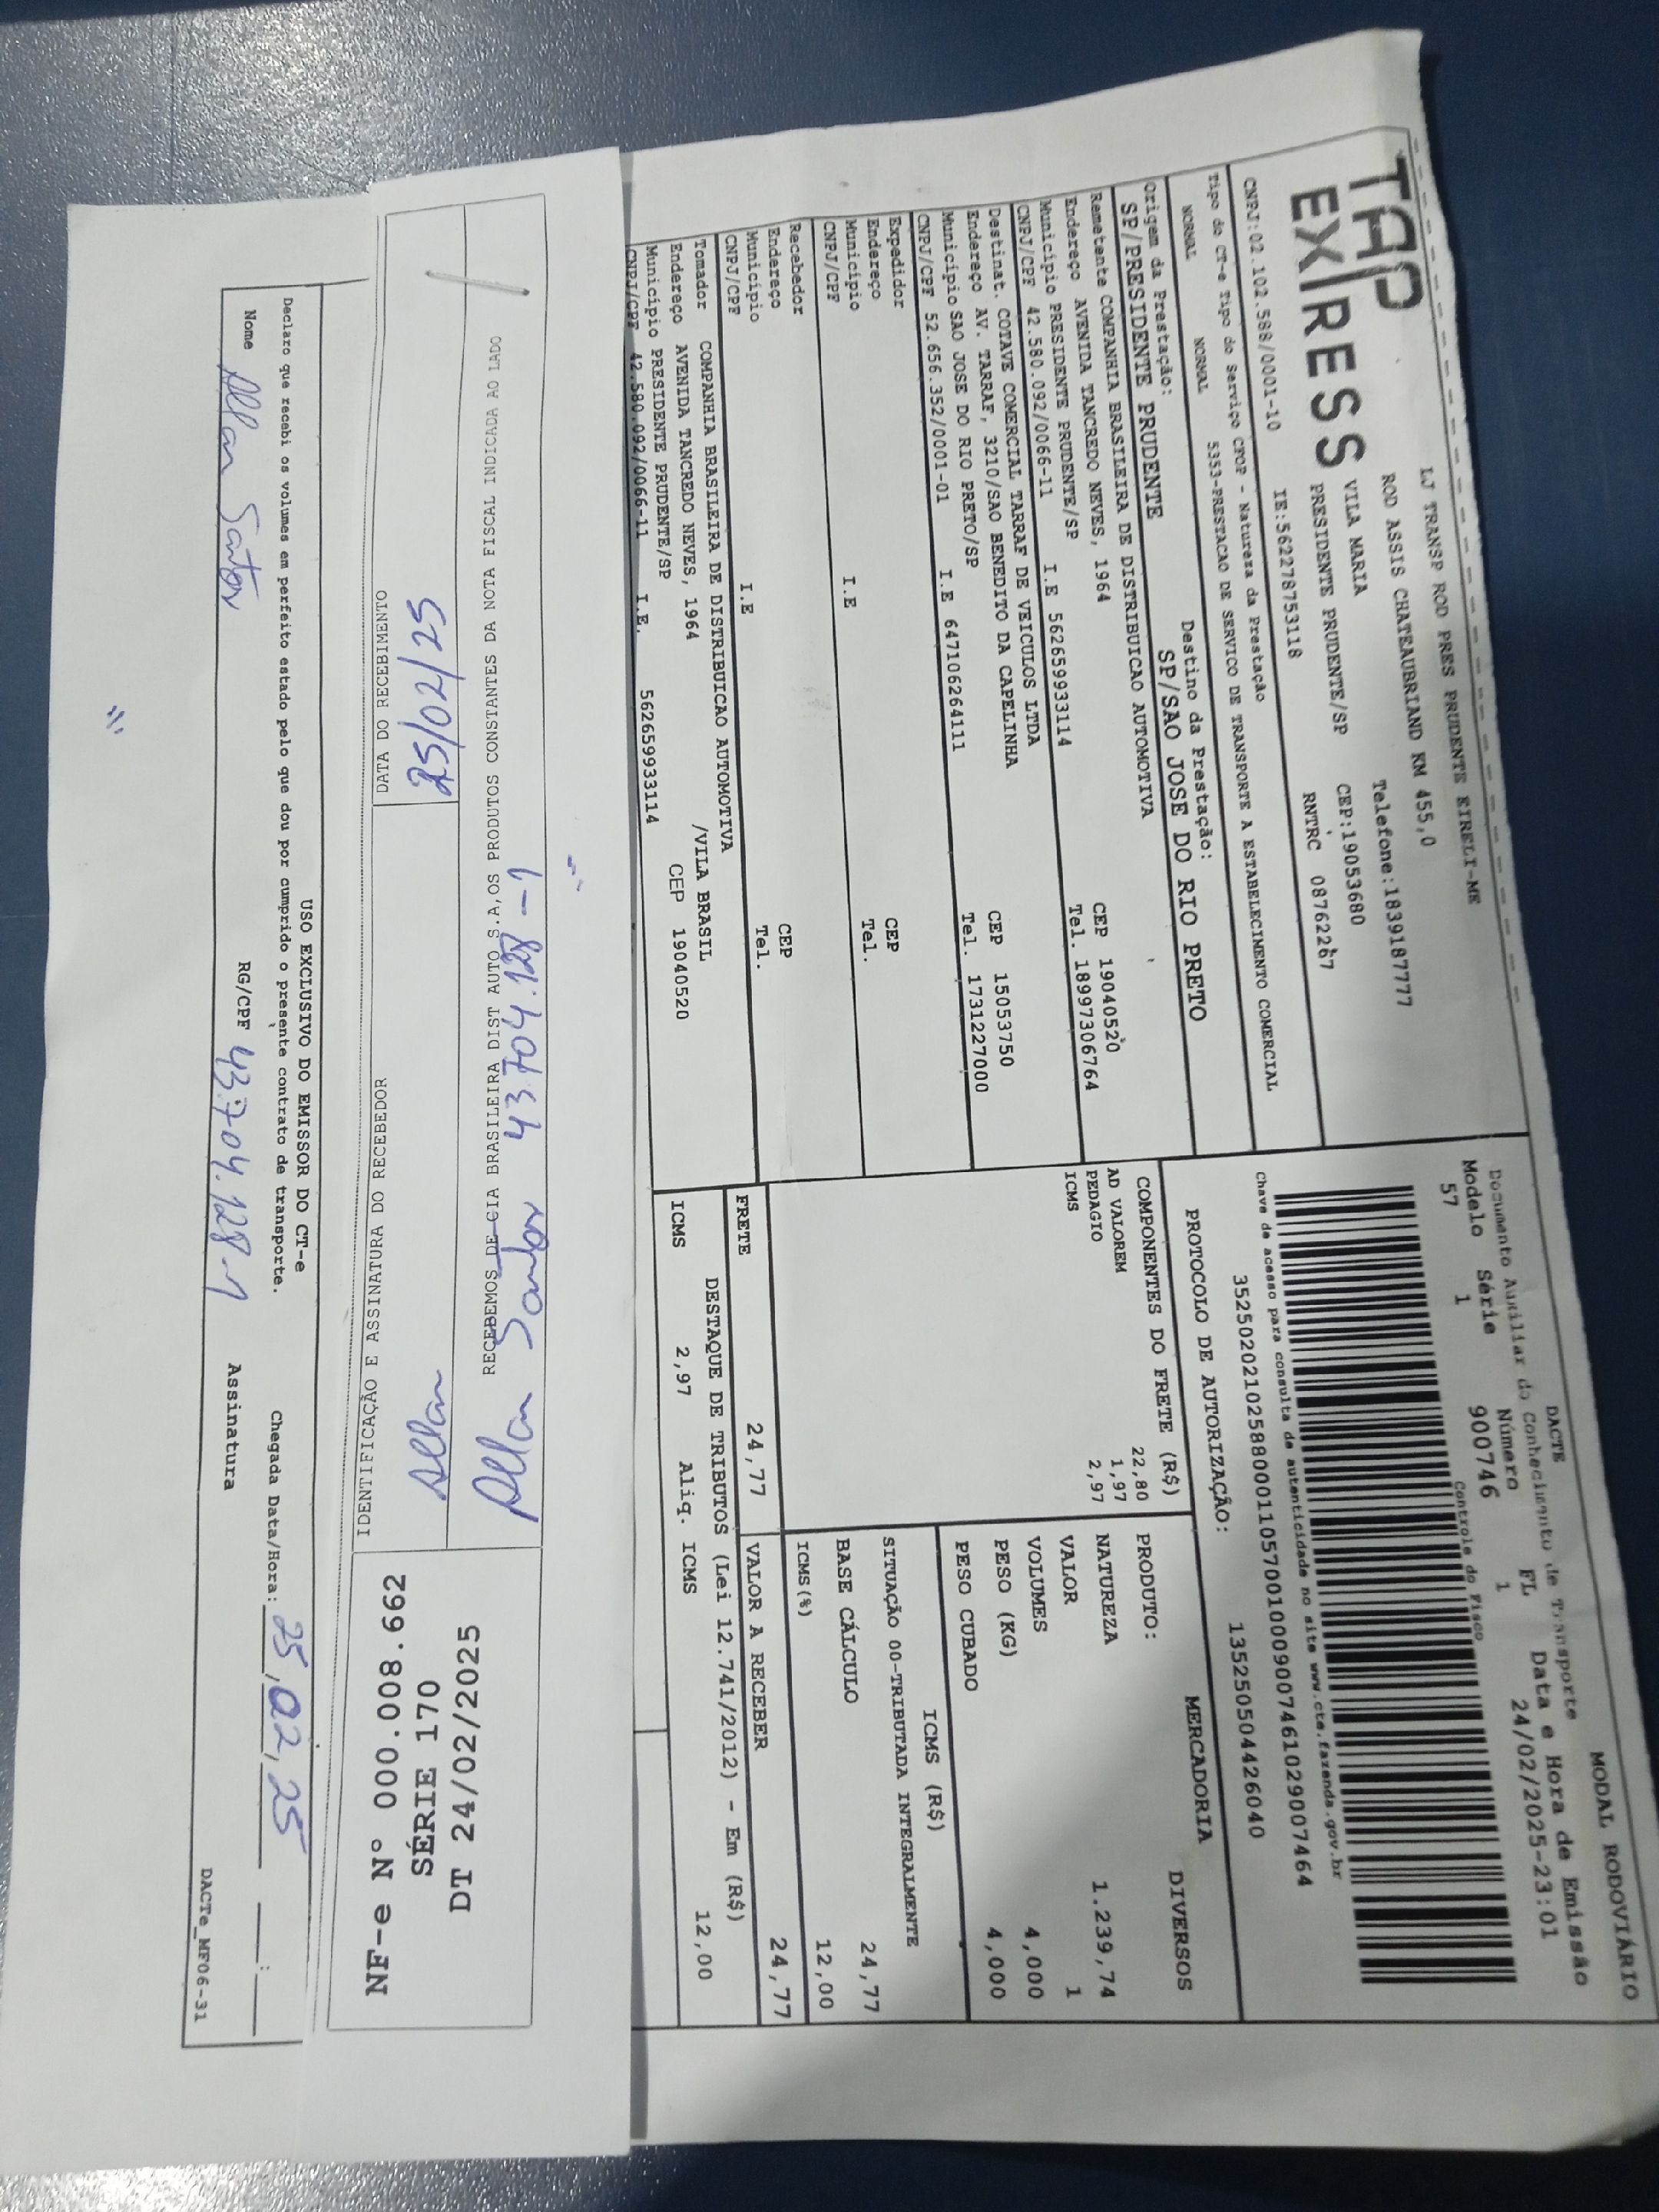 TAP
EXPRESS
LJ TRANSP ROD PRES PRUDENTE EIRELI-ME
ROD ASSIS CHATEAUBRIAND KM 455,0
VILA MARIA Telefone:1839187777
PRESIDENTE PRUDENTE/SP CEP:19053680
CNPJ:02.102.588/0001-10 IE:562278753118 RNTRC 08762267
Tipo do CT-e Tipo do Serviço CFOP - Natureza da Prestação
NORMAL NORMAL 5353-PRESTACAO DE SERVICO DE TRANSPORTE A ESTABELECIMENTO COMERCIAL
Origem da Prestação: Destino da Prestação:
SP/PRESIDENTE PRUDENTE SP/SAO JOSE DO RIO PRETO
Remetente COMPANHIA BRASILEIRA DE DISTRIBUICAO AUTOMOTIVA
Endereço AVENIDA TANCREDO NEVES, 1964 CEP 19040520
Município PRESIDENTE PRUDENTE/SP Tel. 18997306764
CNPJ/CPF 42.580.092/0066-11 I.E 562659933114
Destinat. COTAVE COMERCIAL TARRAF DE VEICULOS LTDA
Endereço AV. TARRAF, 3210/SAO BENEDITO DA CAPELINHA CEP 15053750
Município SAO JOSE DO RIO PRETO/SP Tel. 1731227000
CNPJ/CPF 52.656.352/0001-01 I.E 647106264111
Expedidor
Endereço CEP
Município Tel.
CNPJ/CPF I.E
Recebedor
Endereço CEP
Município Tel.
CNPJ/CPF I.E
Tomador COMPANHIA BRASILEIRA DE DISTRIBUICAO AUTOMOTIVA
Endereço AVENIDA TANCREDO NEVES, 1964 /VILA BRASIL
Município PRESIDENTE PRUDENTE/SP CEP 19040520
CNPJ/CPF 42.580.092/0066-11 I.E. 562659933114
MODAL RODOVIÁRIO
DACTE
Documento Auxiliar do Conhecimento de Transporte
Modelo Série Número FL Data e Hora de Emissão
57 1 900746 1 24/02/2025-23:01
Controle do Fisco
Chave de acesso para consulta de autenticidade no site www.cte.fazenda.gov.br
35250202102588000110570010009007461029007464
PROTOCOLO DE AUTORIZAÇÃO: 135250504426040
COMPONENTES DO FRETE (R$)
AD VALOREM 22,80
PEDAGIO 1,97
ICMS 2,97
MERCADORIA
PRODUTO: DIVERSOS
NATUREZA
VALOR 1.239,74
VOLUMES 1
PESO (KG) 4,000
PESO CUBADO 4,000
ICMS (R$)
SITUAÇÃO 00-TRIBUTADA INTEGRALMENTE
BASE CÁLCULO 24,77
ICMS(%) 12,00
FRETE 24,77 VALOR A RECEBER 24,77
DESTAQUE DE TRIBUTOS (Lei 12.741/2012) - Em (R$)
ICMS 2,97 Aliq. ICMS 12,00
Allan Santos 43704.128-1
RECEBEMOS DE CIA BRASILEIRA DIST AUTO S.A,OS PRODUTOS CONSTANTES DA NOTA FISCAL INDICADA AO LADO
25/02/25 Allan
DATA DO RECEBIMENTO IDENTIFICAÇÃO E ASSINATURA DO RECEBEDOR
NF-e Nº 000.008.662
SÉRIE 170
DT 24/02/2025
USO EXCLUSIVO DO EMISSOR DO CT-e
Declaro que recebi os volumes em perfeito estado pelo que dou por cumprido o presente contrato de transporte. Chegada Data/Hora: 25,02,25 :
Nome Allan Santos RG/CPF 43.704.128-1 Assinatura
DACTe_MF06-31